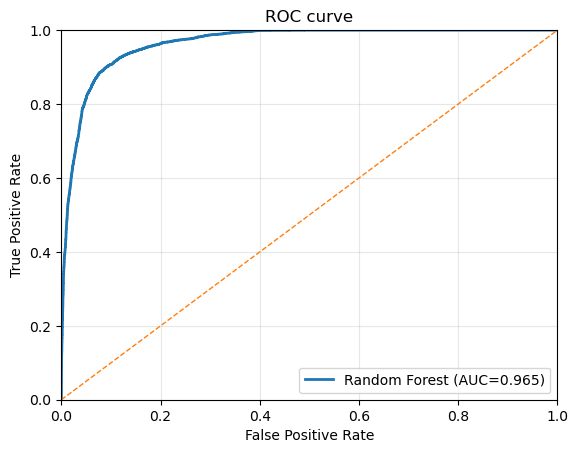 ROC curve
True Positive Rate
1.0
0.8
0.6
0.4
0.2
0.0
Random Forest (AUC=0.965)
0.0 0.2 0.4 0.6 0.8 1.0
False Positive Rate